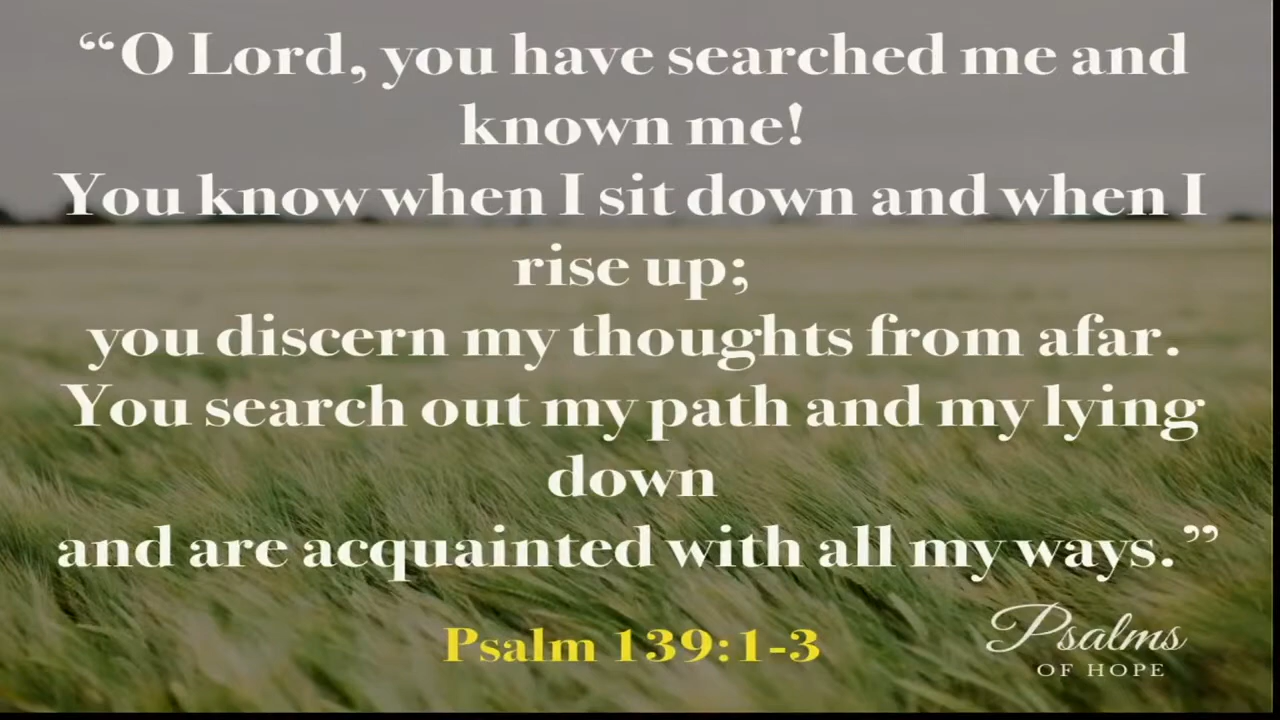 “O Lord, you have searched me and
known me!
You know when I sit down and when I
rise up;
you discern my thoughts from afar.
You search out my path and my lying
down
and are acquainted with all my ways.”
Psalm 139:1-3
Psalms
OF HOPE